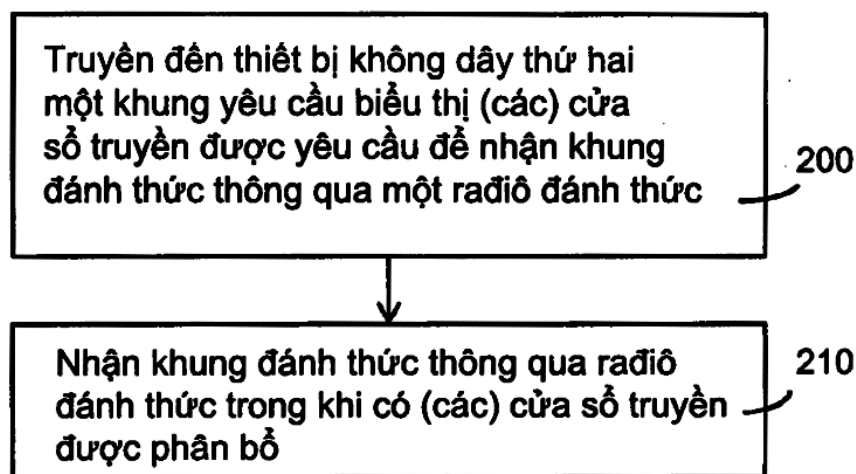 Truyền đến thiết bị không dây thứ hai
một khung yêu cầu biểu thị (các) cửa
sổ truyền được yêu cầu để nhận khung
đánh thức thông qua một rađiô đánh thức
200
Nhận khung đánh thức thông qua rađiô
đánh thức trong khi có (các) cửa sổ truyền
được phân bổ
210